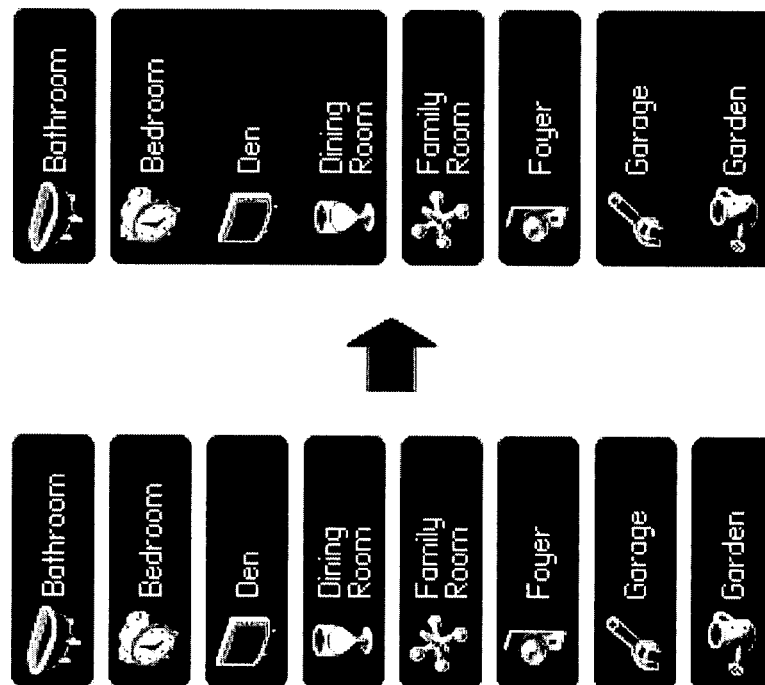 Bathroom
Bedroom
Den
Dining
Room
Family
Room
Foyer
Garage
Garden
Bathroom
Bedroom
Den
Dining
Room
Family
Room
Foyer
Garage
Garden